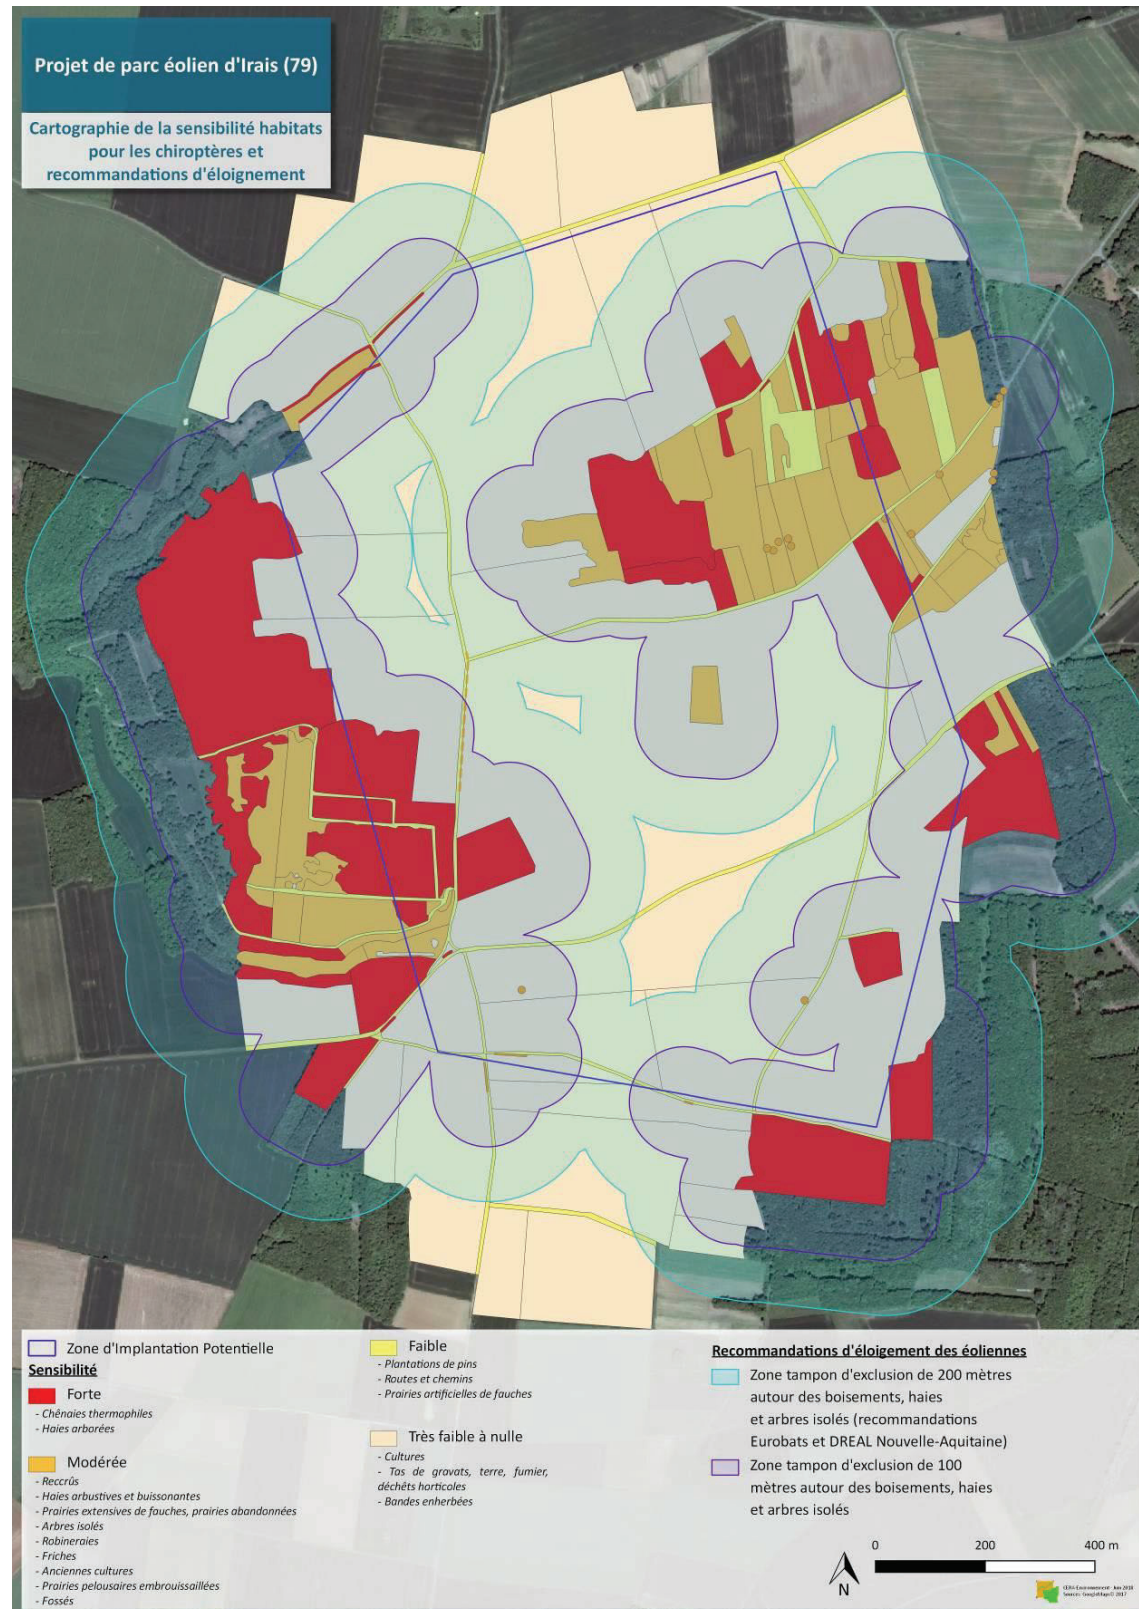 Projet de parc éolien d'Irais (79)
Cartographie de la sensibilité habitats
pour les chiroptères et
recommandations d'éloignement
Zone d'Implantation Potentielle
Sensibilité
Forte
- Chênaies thermophiles
- Haies arborées
Modérée
- Reccrûs
- Haies arbustives et buissonantes
- Prairies extensives de fauches, prairies abandonnées
- Arbres isolés
- Robineraies
- Friches
- Anciennes cultures
- Prairies pelousaires embrouissaillées
- Fossés
Faible
- Plantations de pins
- Routes et chemins
- Prairies artificielles de fauches
Très faible à nulle
- Cultures
- Tas de gravats, terre, fumier,
déchêts horticoles
- Bandes enherbées
Recommandations d'éloigement des éoliennes
Zone tampon d'exclusion de 200 mètres
autour des boisements, haies
et arbres isolés (recommandations
Eurobats et DREAL Nouvelle-Aquitaine)
Zone tampon d'exclusion de 100
mètres autour des boisements, haies
et arbres isolés
0 200 400 m
N